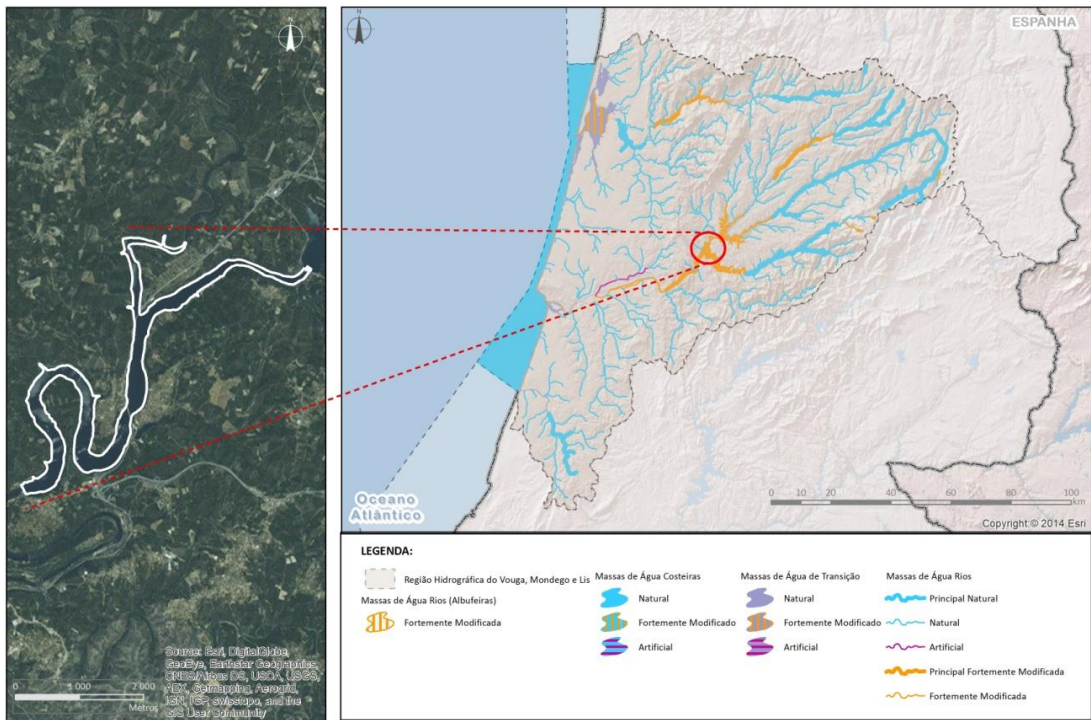 N
Source: Esri, DigitalGlobe,
GeoEye, Earthstar Geographics,
CNES/Airbus DS, USDA, USGS,
AEX, Getmapping, Aerogrid,
IGN, IGP, swisstopo, and the
GIS User Community
0 1 000 2 000
Metros
N
ESPANHA
Oceano
Atlântico
0 20 40 60 80 100
km
Copyright:© 2014 Esri
LEGENDA:
Região Hidrográfica do Vouga, Mondego e Lis
Massas de Água Rios (Albufeiras)
Fortemente Modificada
Massas de Água Costeiras
Natural
Fortemente Modificado
Artificial
Massas de Água de Transição
Natural
Fortemente Modificado
Artificial
Massas de Água Rios
Principal Natural
Natural
Artificial
Principal Fortemente Modificada
Fortemente Modificada